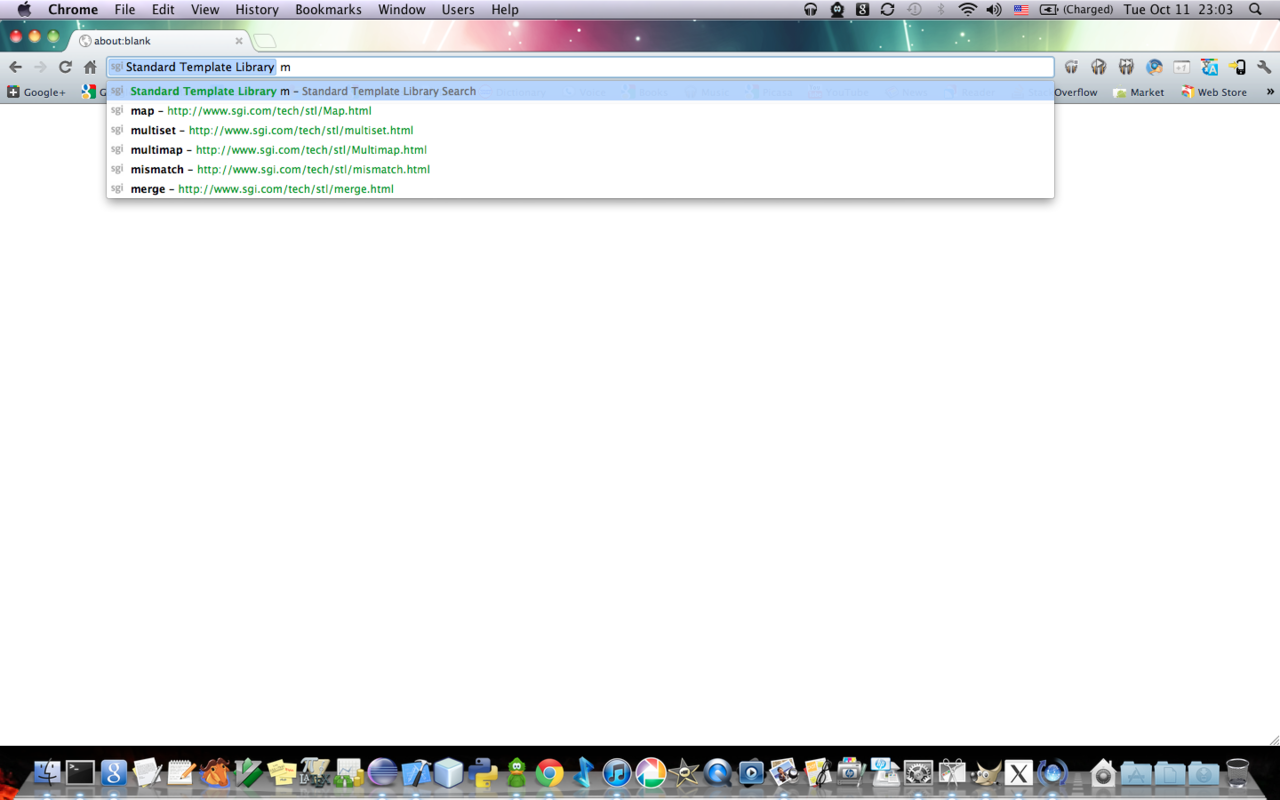 Chrome File Edit View History Bookmarks Window Users Help (Charged) Tue Oct 11 23:03
about:blank
sgi Standard Template Library m
sgi Standard Template Library m – Standard Template Library Search
sgi map – http://www.sgi.com/tech/stl/Map.html
sgi multiset – http://www.sgi.com/tech/stl/multiset.html
sgi multimap – http://www.sgi.com/tech/stl/Multimap.html
sgi mismatch – http://www.sgi.com/tech/stl/mismatch.html
sgi merge – http://www.sgi.com/tech/stl/merge.html
Google+ G Overflow Market Web Store »